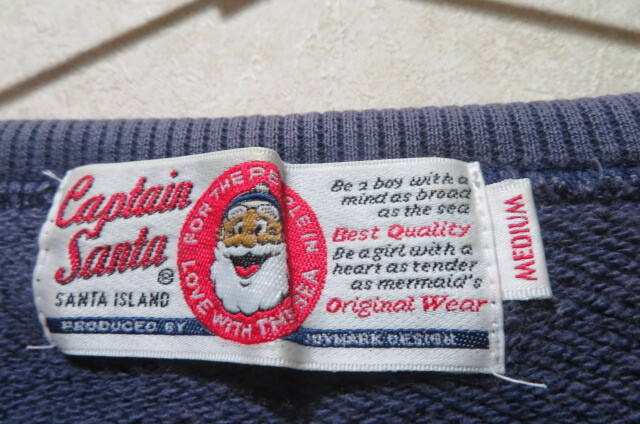 Captain
Santa
®
SANTA ISLAND
FOR THE PEOPLE IN
LOVE WITH THE SEA
Be a boy with a
mind as broad
as the sea
Best Quality
Be a girl with a
heart as tender
as mermaid's
Original Wear
PRODUCED BY
DESIGN
MEDIUM